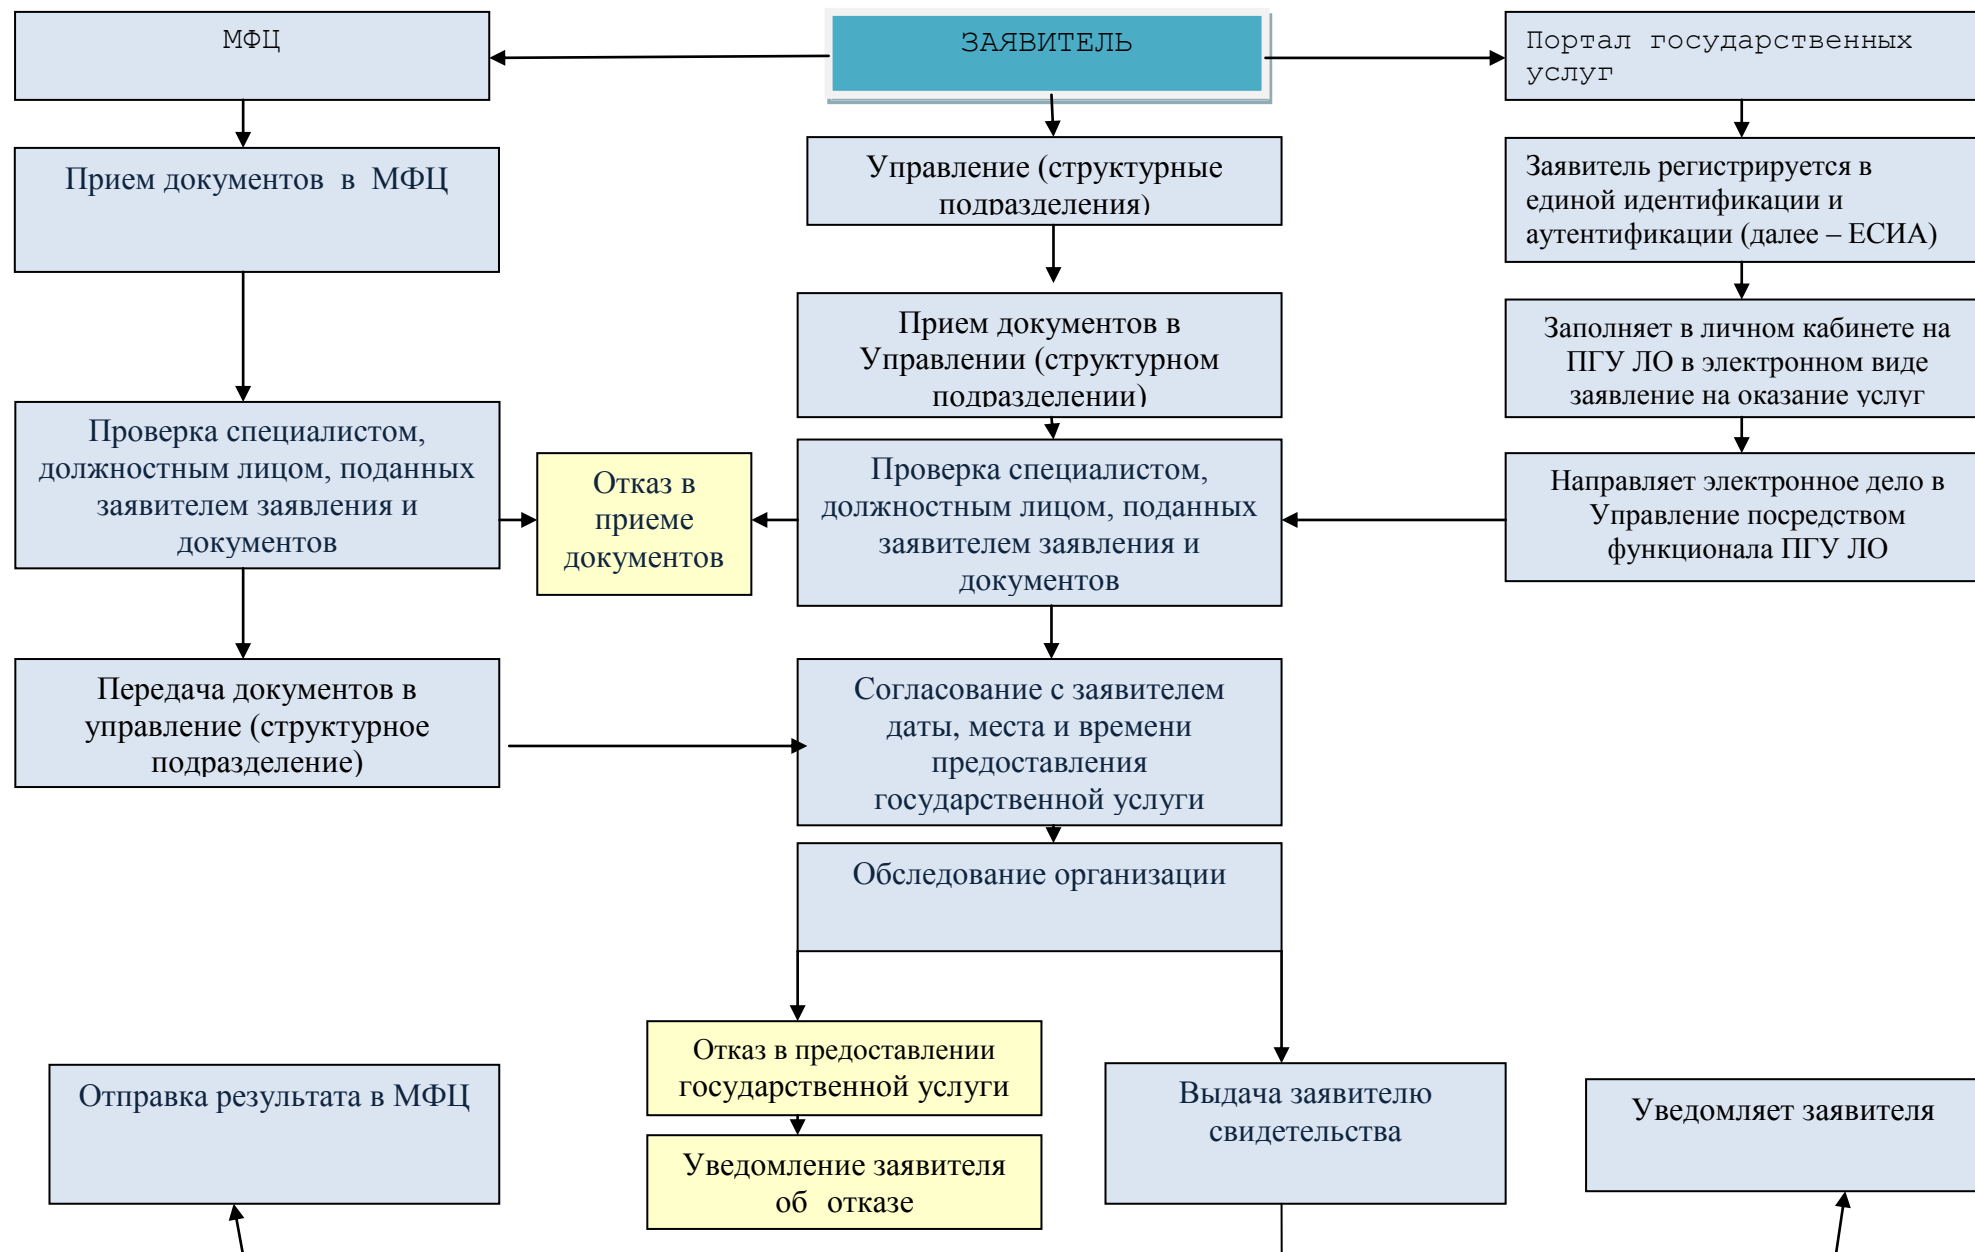 МФЦ
ЗАЯВИТЕЛЬ
Портал государственных
услуг
Прием документов в МФЦ
Управление (структурные
подразделения)
Заявитель регистрируется в
единой идентификации и
аутентификации (далее – ЕСИА)
Прием документов в
Управлении (структурном
подразделении)
Заполняет в личном кабинете на
ПГУ ЛО в электронном виде
заявление на оказание услуг
Проверка специалистом,
должностным лицом, поданных
заявителем заявления и
документов
Отказ в
приеме
документов
Проверка специалистом,
должностным лицом, поданных
заявителем заявления и
документов
Направляет электронное дело в
Управление посредством
функционала ПГУ ЛО
Передача документов в
управление (структурное
подразделение)
Согласование с заявителем
даты, места и времени
предоставления
государственной услуги
Обследование организации
Отказ в предоставлении
государственной услуги
Отправка результата в МФЦ
Выдача заявителю
свидетельства
Уведомляет заявителя
Уведомление заявителя
об отказе